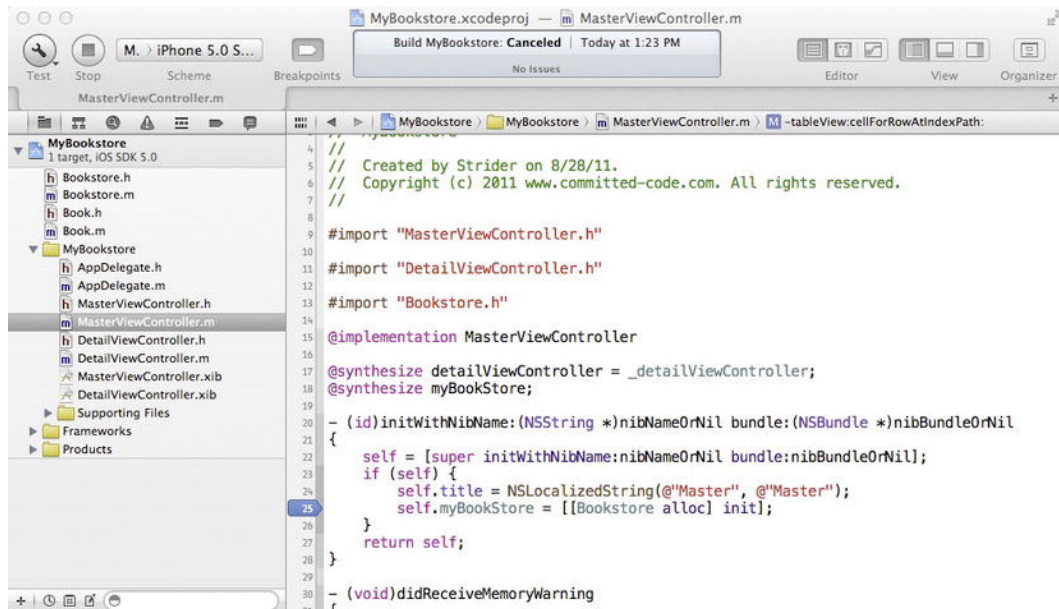 MyBookstore.xcodeproj — m MasterViewController.m
M. › iPhone 5.0 S...
Build MyBookstore: Canceled | Today at 1:23 PM
No Issues
Test Stop Scheme Breakpoints Editor View Organizer
MasterViewController.m
MyBookstore › MyBookstore › m MasterViewController.m › M -tableView:cellForRowAtIndexPath:
MyBookstore
1 target, iOS SDK 5.0
h Bookstore.h
m Bookstore.m
h Book.h
m Book.m
MyBookstore
h AppDelegate.h
m AppDelegate.m
h MasterViewController.h
m MasterViewController.m
h DetailViewController.h
m DetailViewController.m
MasterViewController.xib
DetailViewController.xib
Supporting Files
Frameworks
Products
// MyBookstore
4 //
5 // Created by Strider on 8/28/11.
6 // Copyright (c) 2011 www.committed-code.com. All rights reserved.
7 //
8
9 #import "MasterViewController.h"
10
11 #import "DetailViewController.h"
12
13 #import "Bookstore.h"
14
15 @implementation MasterViewController
16
17 @synthesize detailViewController = _detailViewController;
18 @synthesize myBookStore;
19
20 - (id)initWithNibName:(NSString *)nibNameOrNil bundle:(NSBundle *)nibBundleOrNil
21 {
22 self = [super initWithNibName:nibNameOrNil bundle:nibBundleOrNil];
23 if (self) {
24 self.title = NSLocalizedString(@"Master", @"Master");
25 self.myBookStore = [[Bookstore alloc] init];
26 }
27 return self;
28 }
29
30 - (void)didReceiveMemoryWarning